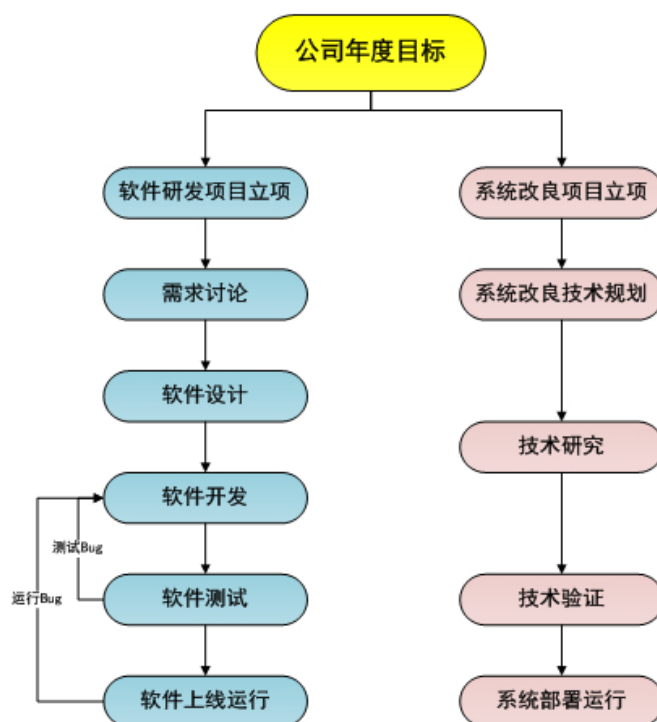 公司年度目标
软件研发项目立项
系统改良项目立项
需求讨论
系统改良技术规划
软件设计
技术研究
软件开发
测试Bug
运行Bug
软件测试
技术验证
软件上线运行
系统部署运行